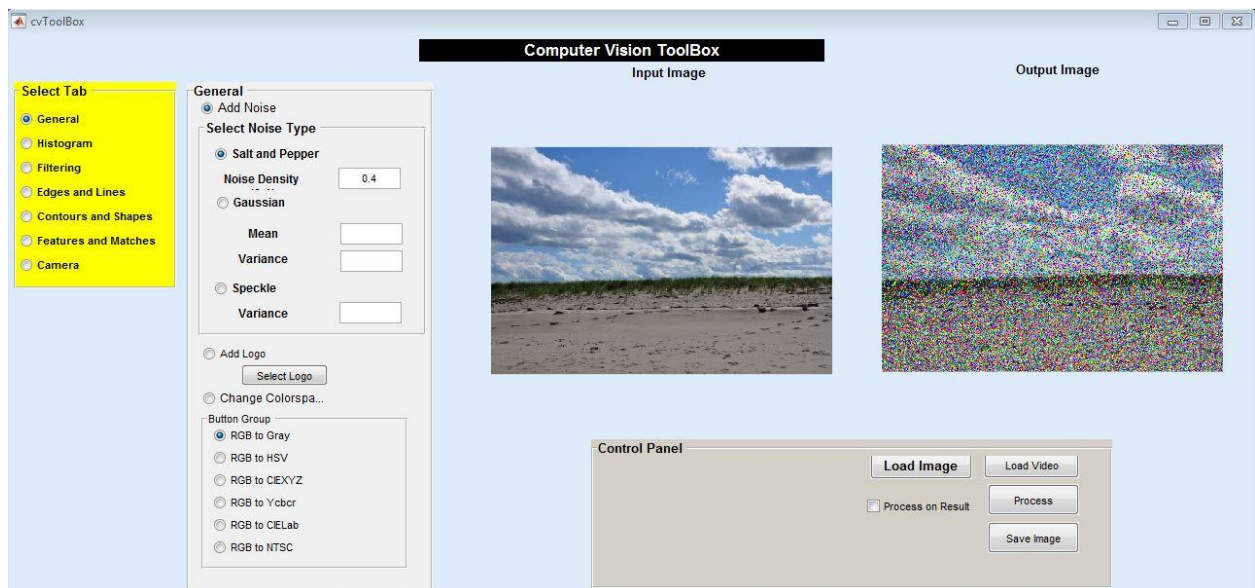 cvToolBox
Computer Vision ToolBox
Input Image
Output Image
Select Tab
General
Histogram
Filtering
Edges and Lines
Contours and Shapes
Features and Matches
Camera
General
Add Noise
Select Noise Type
Salt and Pepper
Noise Density 0.4
Gaussian
Mean
Variance
Speckle
Variance
Add Logo
Select Logo
Change Colorspa...
Button Group
RGB to Gray
RGB to HSV
RGB to CIEXYZ
RGB to Ycbcr
RGB to CIELab
RGB to NTSC
Control Panel
Load Image
Load Video
Process on Result
Process
Save Image